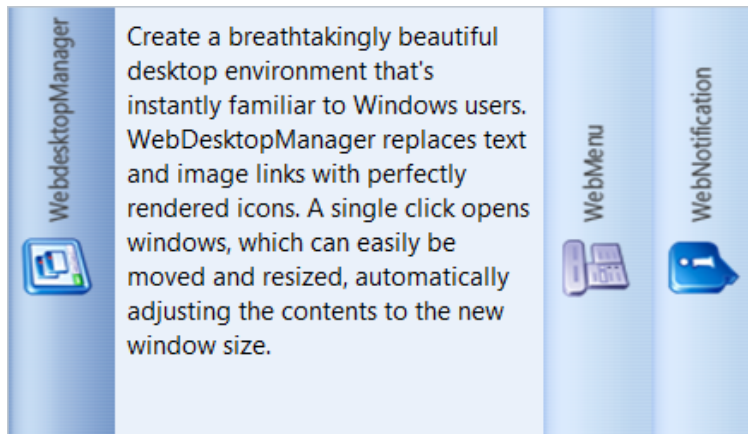 WebdesktopManager
Create a breathtakingly beautiful
desktop environment that's
instantly familiar to Windows users.
WebDesktopManager replaces text
and image links with perfectly
rendered icons. A single click opens
windows, which can easily be
moved and resized, automatically
adjusting the contents to the new
window size.
WebMenu
WebNotification